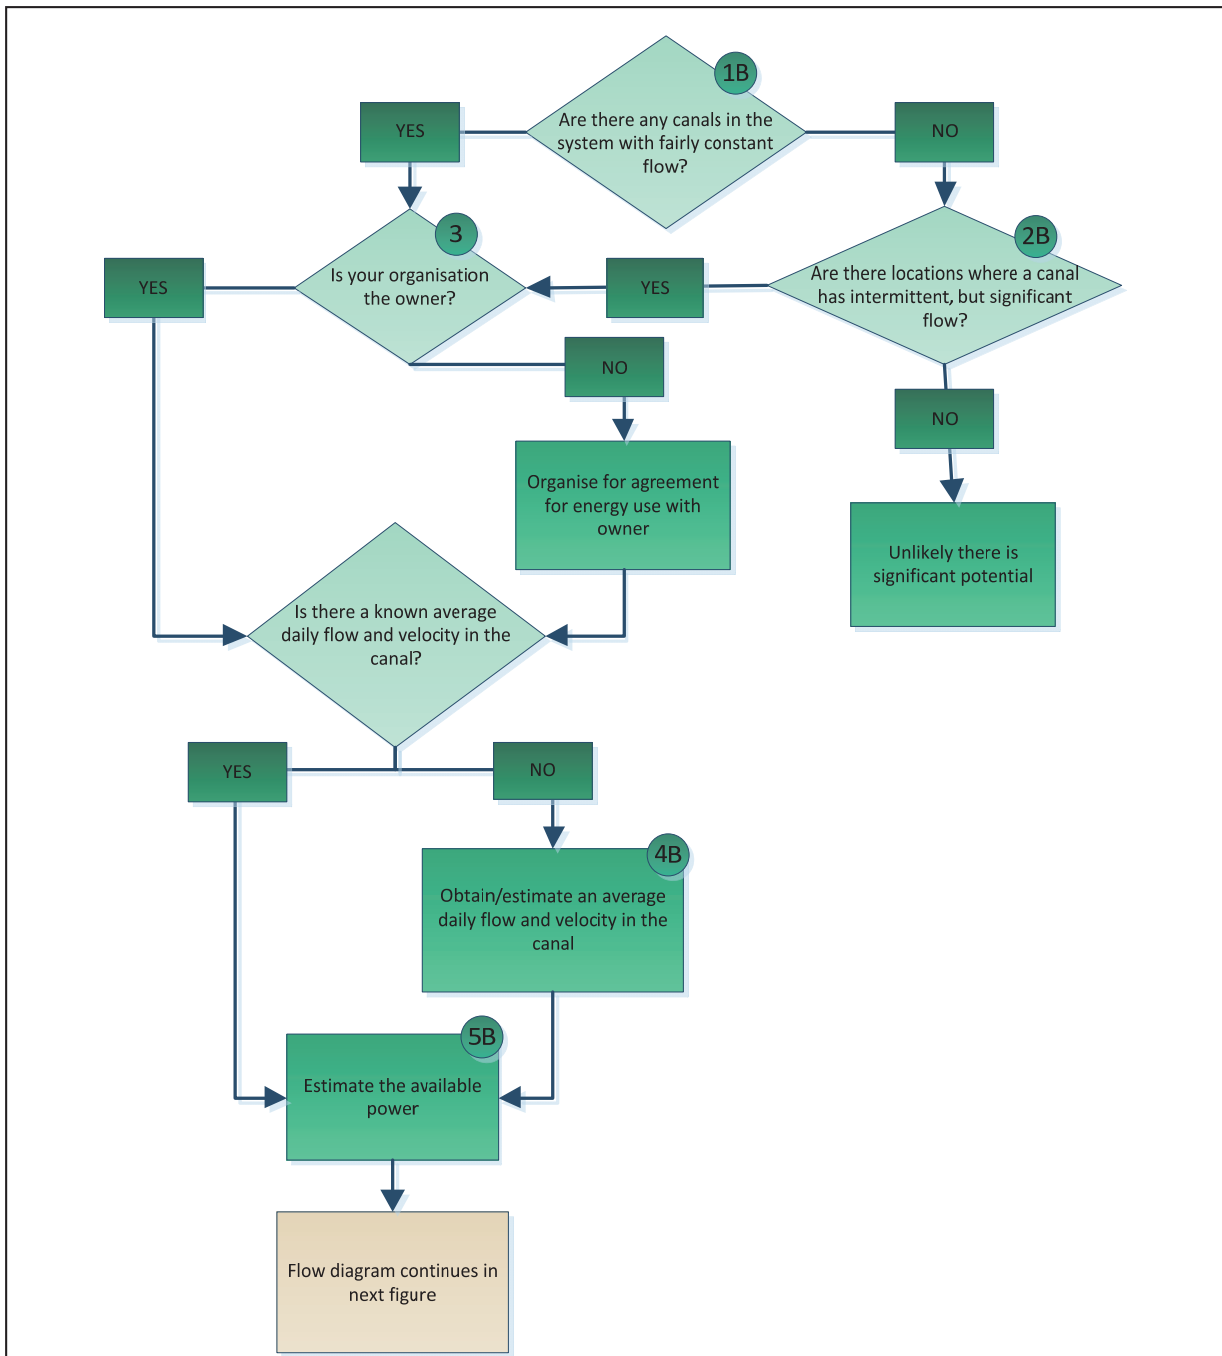 1B
Are there any canals in the
system with fairly constant
flow?
YES
NO
3
Is your organisation
the owner?
2B
Are there locations where a canal
has intermittent, but significant
flow?
YES
YES
NO
NO
Organise for agreement
for energy use with
owner
Unlikely there is
significant potential
Is there a known average
daily flow and velocity in the
canal?
YES
NO
4B
Obtain/estimate an average
daily flow and velocity in the
canal
5B
Estimate the available
power
Flow diagram continues in
next figure